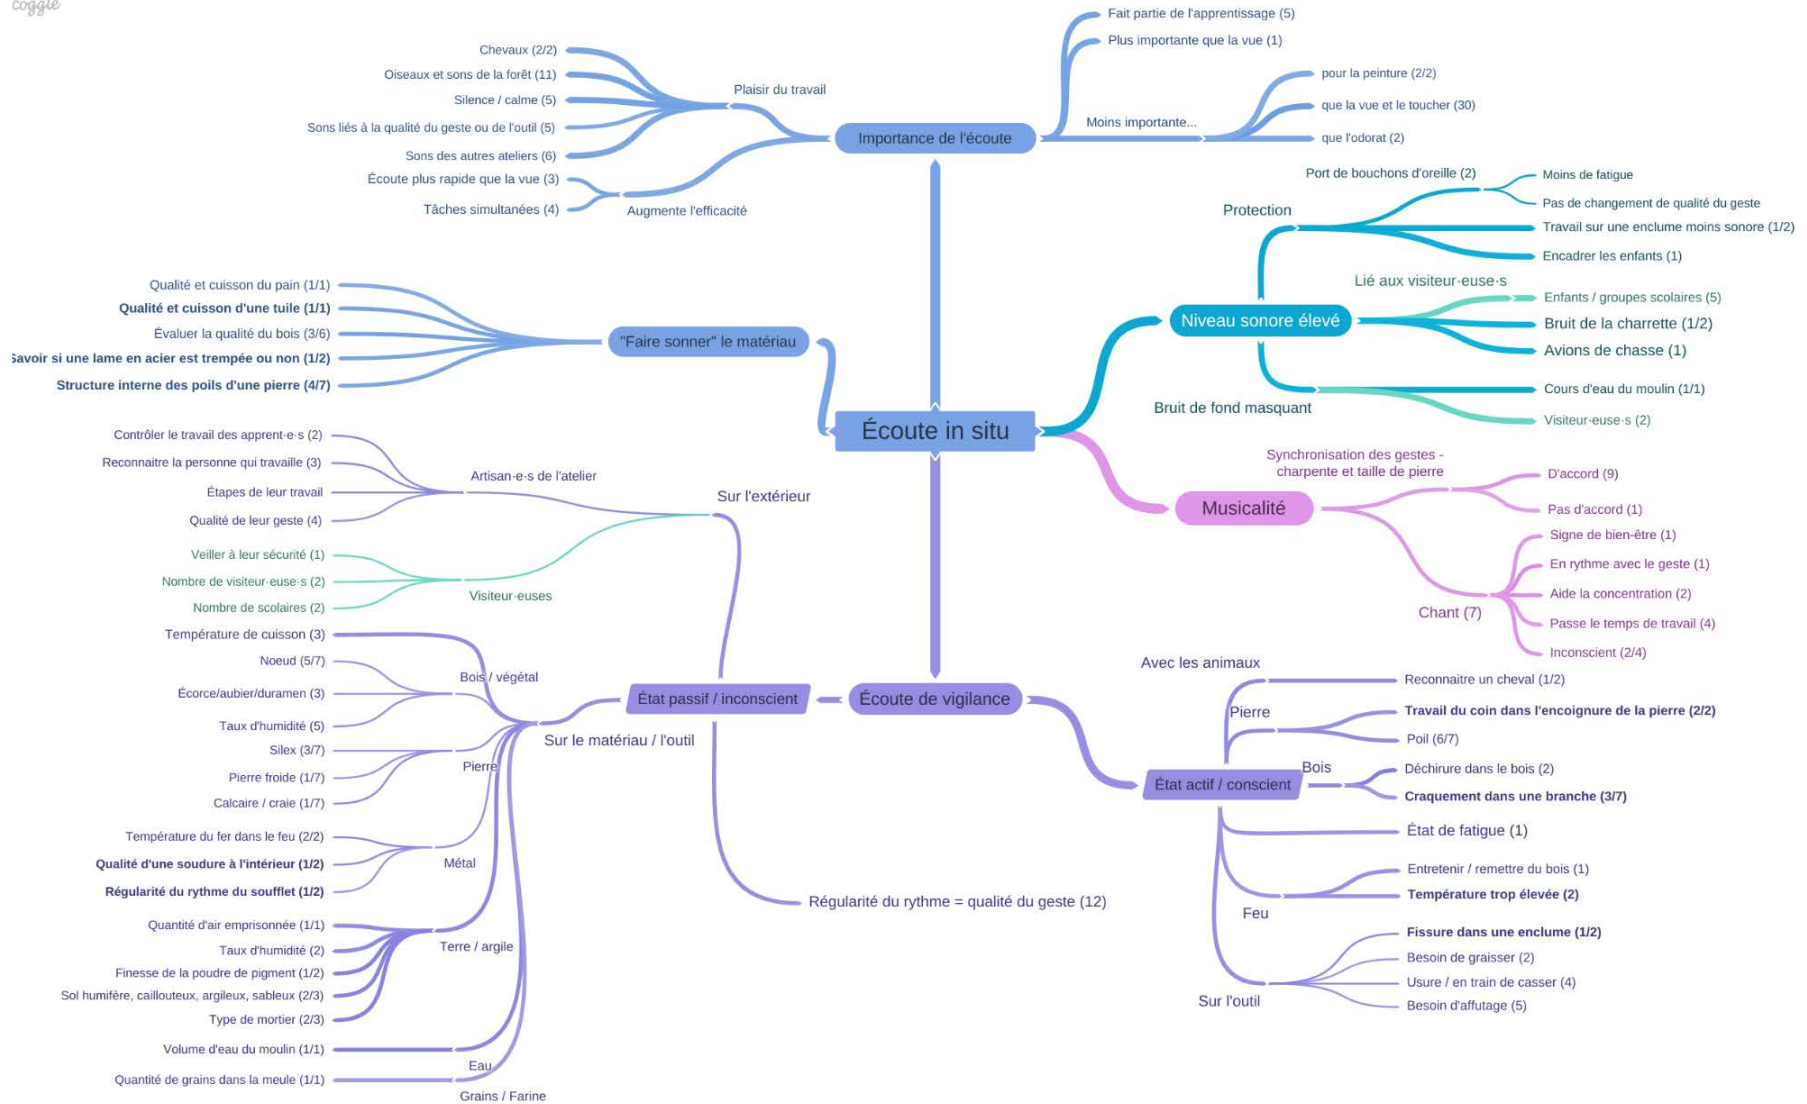 coggle
Écoute in situ
Importance de l'écoute
Fait partie de l'apprentissage (5)
Plus importante que la vue (1)
Moins importante...
pour la peinture (2/2)
que la vue et le toucher (30)
que l'odorat (2)
Plaisir du travail
Chevaux (2/2)
Oiseaux et sons de la forêt (11)
Silence / calme (5)
Sons liés à la qualité du geste ou de l'outil (5)
Sons des autres ateliers (6)
Augmente l'efficacité
Écoute plus rapide que la vue (3)
Tâches simultanées (4)
"Faire sonner" le matériau
Qualité et cuisson du pain (1/1)
Qualité et cuisson d'une tuile (1/1)
Évaluer la qualité du bois (3/6)
Savoir si une lame en acier est trempée ou non (1/2)
Structure interne des poils d'une pierre (4/7)
Niveau sonore élevé
Protection
Port de bouchons d'oreille (2)
Moins de fatigue
Pas de changement de qualité du geste
Travail sur une enclume moins sonore (1/2)
Encadrer les enfants (1)
Lié aux visiteur·euse·s
Enfants / groupes scolaires (5)
Bruit de la charrette (1/2)
Avions de chasse (1)
Bruit de fond masquant
Cours d'eau du moulin (1/1)
Visiteur·euse·s (2)
Musicalité
Synchronisation des gestes -
charpente et taille de pierre
D'accord (9)
Pas d'accord (1)
Chant (7)
Signe de bien-être (1)
En rythme avec le geste (1)
Aide la concentration (2)
Passe le temps de travail (4)
Inconscient (2/4)
Écoute de vigilance
État passif / inconscient
Sur l'extérieur
Artisan·e·s de l'atelier
Contrôler le travail des apprent·e·s (2)
Reconnaitre la personne qui travaille (3)
Étapes de leur travail
Qualité de leur geste (4)
Visiteur·euses
Veiller à leur sécurité (1)
Nombre de visiteur·euse·s (2)
Nombre de scolaires (2)
Sur le matériau / l'outil
Température de cuisson (3)
Bois / végétal
Noeud (5/7)
Écorce/aubier/duramen (3)
Taux d'humidité (5)
Pierre
Silex (3/7)
Pierre froide (1/7)
Calcaire / craie (1/7)
Métal
Température du fer dans le feu (2/2)
Qualité d'une soudure à l'intérieur (1/2)
Régularité du rythme du soufflet (1/2)
Terre / argile
Quantité d'air emprisonnée (1/1)
Taux d'humidité (2)
Finesse de la poudre de pigment (1/2)
Sol humifère, caillouteux, argileux, sableux (2/3)
Type de mortier (2/3)
Eau
Volume d'eau du moulin (1/1)
Grains / Farine
Quantité de grains dans la meule (1/1)
Régularité du rythme = qualité du geste (12)
État actif / conscient
Avec les animaux
Reconnaitre un cheval (1/2)
Pierre
Travail du coin dans l'encoignure de la pierre (2/2)
Poil (6/7)
Bois
Déchirure dans le bois (2)
Craquement dans une branche (3/7)
État de fatigue (1)
Feu
Entretenir / remettre du bois (1)
Température trop élevée (2)
Sur l'outil
Fissure dans une enclume (1/2)
Besoin de graisser (2)
Usure / en train de casser (4)
Besoin d'affutage (5)